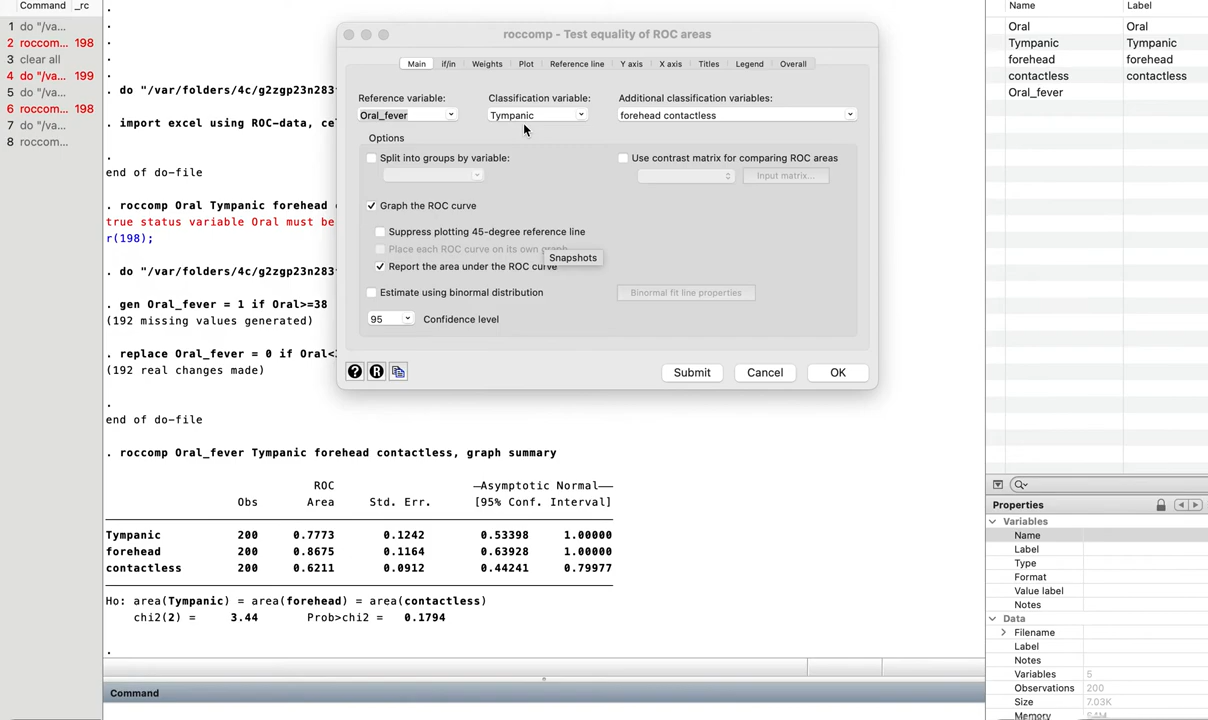 Command _rc
1 do "/va...
2 roccom... 198
3 clear all
4 do "/va... 199
5 do "/va...
6 roccom... 198
7 do "/va...
8 roccom...
.
.
.
.
. do "/var/folders/4c/g2zgp23n283
. import excel using ROC-data, ce
.
end of do-file
. roccomp Oral Tympanic forehead
true status variable Oral must be
r(198);
. do "/var/folders/4c/g2zgp23n283
. gen Oral_fever = 1 if Oral>=38
(192 missing values generated)
. replace Oral_fever = 0 if Oral<
(192 real changes made)
.
end of do-file
. roccomp Oral_fever Tympanic forehead contactless, graph summary
ROC —Asymptotic Normal—
Obs Area Std. Err. [95% Conf. Interval]
Tympanic 200 0.7773 0.1242 0.53398 1.00000
forehead 200 0.8675 0.1164 0.63928 1.00000
contactless 200 0.6211 0.0912 0.44241 0.79977
Ho: area(Tympanic) = area(forehead) = area(contactless)
chi2(2) = 3.44 Prob>chi2 = 0.1794
.
Command
roccomp - Test equality of ROC areas
Main if/in Weights Plot Reference line Y axis X axis Titles Legend Overall
Reference variable: Classification variable: Additional classification variables:
Oral_fever Tympanic forehead contactless
Options
Split into groups by variable: Use contrast matrix for comparing ROC areas
Input matrix...
Graph the ROC curve
Suppress plotting 45-degree reference line
Place each ROC curve on its own graph
Snapshots
Report the area under the ROC curve
Estimate using binormal distribution Binormal fit line properties
95 Confidence level
? R
Submit Cancel OK
Name Label
Oral Oral
Tympanic Tympanic
forehead forehead
contactless contactless
Oral_fever
Properties
Variables
Name
Label
Type
Format
Value label
Notes
Data
Filename
Label
Notes
Variables 5
Observations 200
Size 7.03K
Memory 64M